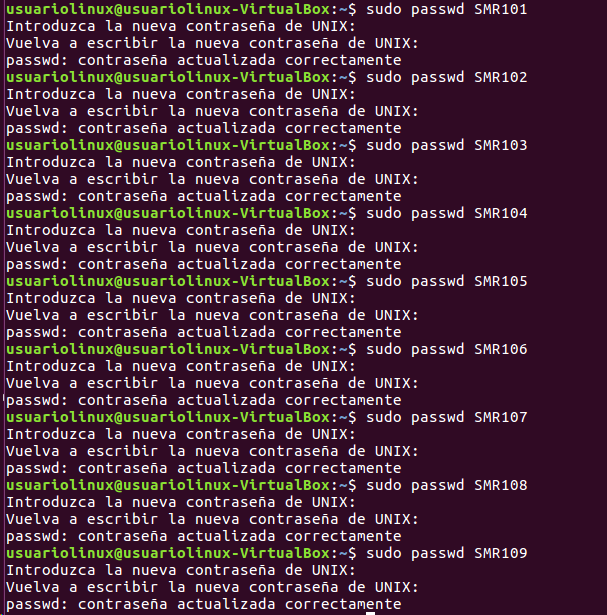 usuariolinux@usuariolinux-VirtualBox:~$ sudo passwd SMR101
Introduzca la nueva contraseña de UNIX:
Vuelva a escribir la nueva contraseña de UNIX:
passwd: contraseña actualizada correctamente
usuariolinux@usuariolinux-VirtualBox:~$ sudo passwd SMR102
Introduzca la nueva contraseña de UNIX:
Vuelva a escribir la nueva contraseña de UNIX:
passwd: contraseña actualizada correctamente
usuariolinux@usuariolinux-VirtualBox:~$ sudo passwd SMR103
Introduzca la nueva contraseña de UNIX:
Vuelva a escribir la nueva contraseña de UNIX:
passwd: contraseña actualizada correctamente
usuariolinux@usuariolinux-VirtualBox:~$ sudo passwd SMR104
Introduzca la nueva contraseña de UNIX:
Vuelva a escribir la nueva contraseña de UNIX:
passwd: contraseña actualizada correctamente
usuariolinux@usuariolinux-VirtualBox:~$ sudo passwd SMR105
Introduzca la nueva contraseña de UNIX:
Vuelva a escribir la nueva contraseña de UNIX:
passwd: contraseña actualizada correctamente
usuariolinux@usuariolinux-VirtualBox:~$ sudo passwd SMR106
Introduzca la nueva contraseña de UNIX:
Vuelva a escribir la nueva contraseña de UNIX:
passwd: contraseña actualizada correctamente
usuariolinux@usuariolinux-VirtualBox:~$ sudo passwd SMR107
Introduzca la nueva contraseña de UNIX:
Vuelva a escribir la nueva contraseña de UNIX:
passwd: contraseña actualizada correctamente
usuariolinux@usuariolinux-VirtualBox:~$ sudo passwd SMR108
Introduzca la nueva contraseña de UNIX:
Vuelva a escribir la nueva contraseña de UNIX:
passwd: contraseña actualizada correctamente
usuariolinux@usuariolinux-VirtualBox:~$ sudo passwd SMR109
Introduzca la nueva contraseña de UNIX:
Vuelva a escribir la nueva contraseña de UNIX:
passwd: contraseña actualizada correctamente